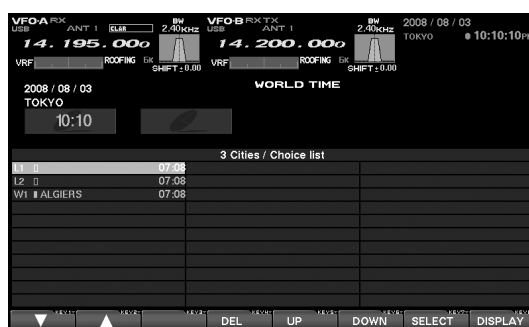 VFO-A RX BW VFO-B RXTX BW 2008 / 08 / 03
USB ANT 1 CLAR 2.40KHZ USB ANT 1 2.40KHZ TOKYO 10:10:10PM
14. 195. 000 14. 200. 000
VRF ROOFING 6K SHIFT± 0.00 VRF ROOFING 6K SHIFT± 0.00
2008 / 08 / 03 WORLD TIME
TOKYO
10:10
3 Cities / Choice list
L1 07:08
L2 07:08
W1 ALGIERS 07:08
DEL UP DOWN SELECT DISPLAY